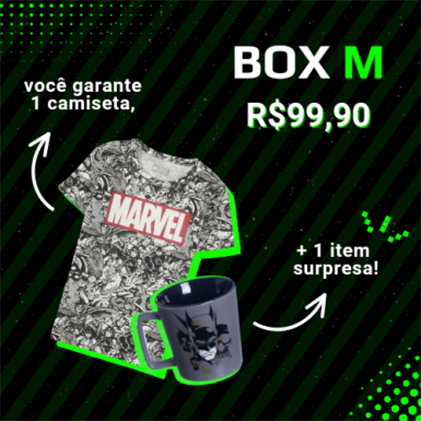 BOX M
R$99,90
você garante
1 camiseta,
MARVEL
+ 1 item
surpresa!